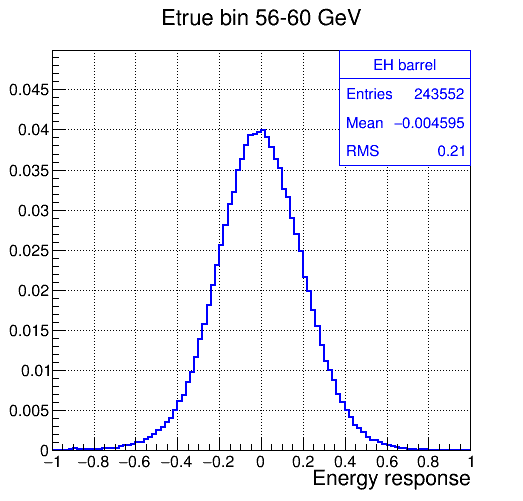 Etrue bin 56-60 GeV
EH barrel
Entries 243552
Mean −0.004595
RMS 0.21
0.045
0.04
0.035
0.03
0.025
0.02
0.015
0.01
0.005
0
−1 −0.8 −0.6 −0.4 −0.2 0 0.2 0.4 0.6 0.8 1
Energy response